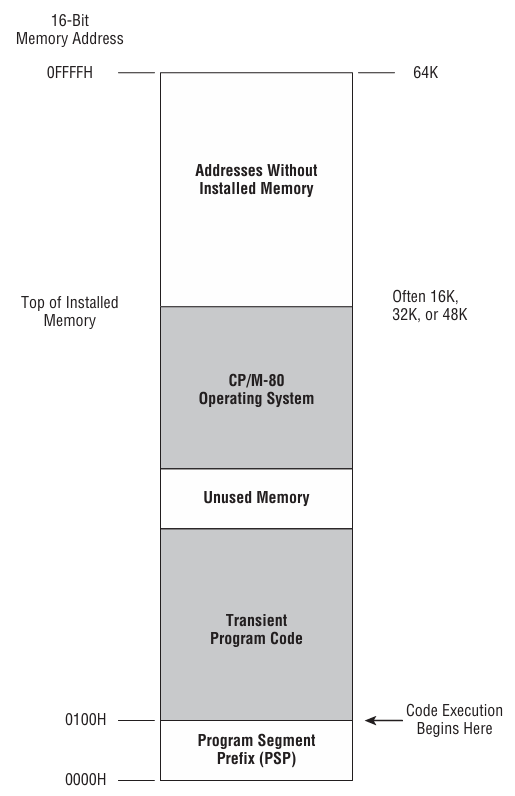 16-Bit
Memory Address
0FFFFH
64K
Addresses Without
Installed Memory
Top of Installed
Memory
Often 16K,
32K, or 48K
CP/M-80
Operating System
Unused Memory
Transient
Program Code
0100H
Code Execution
Begins Here
Program Segment
Prefix (PSP)
0000H